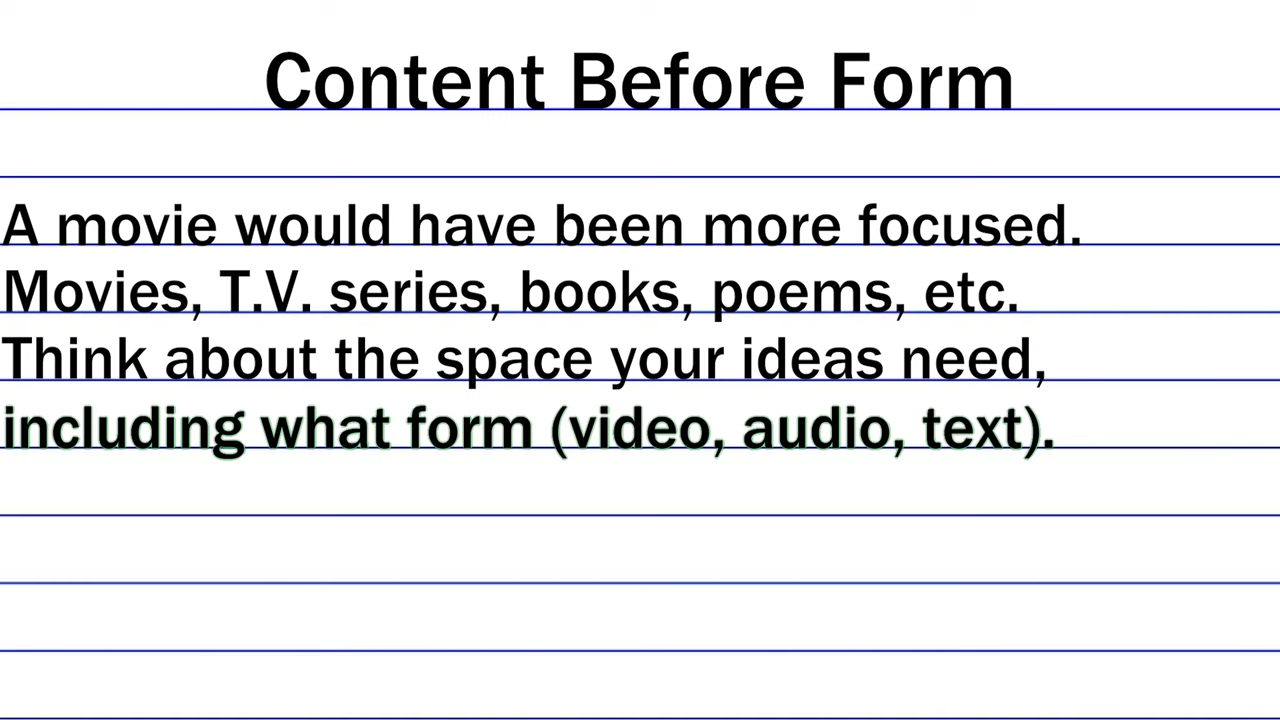 Content Before Form
A movie would have been more focused.
Movies, T.V. series, books, poems, etc.
Think about the space your ideas need,
including what form (video, audio, text).